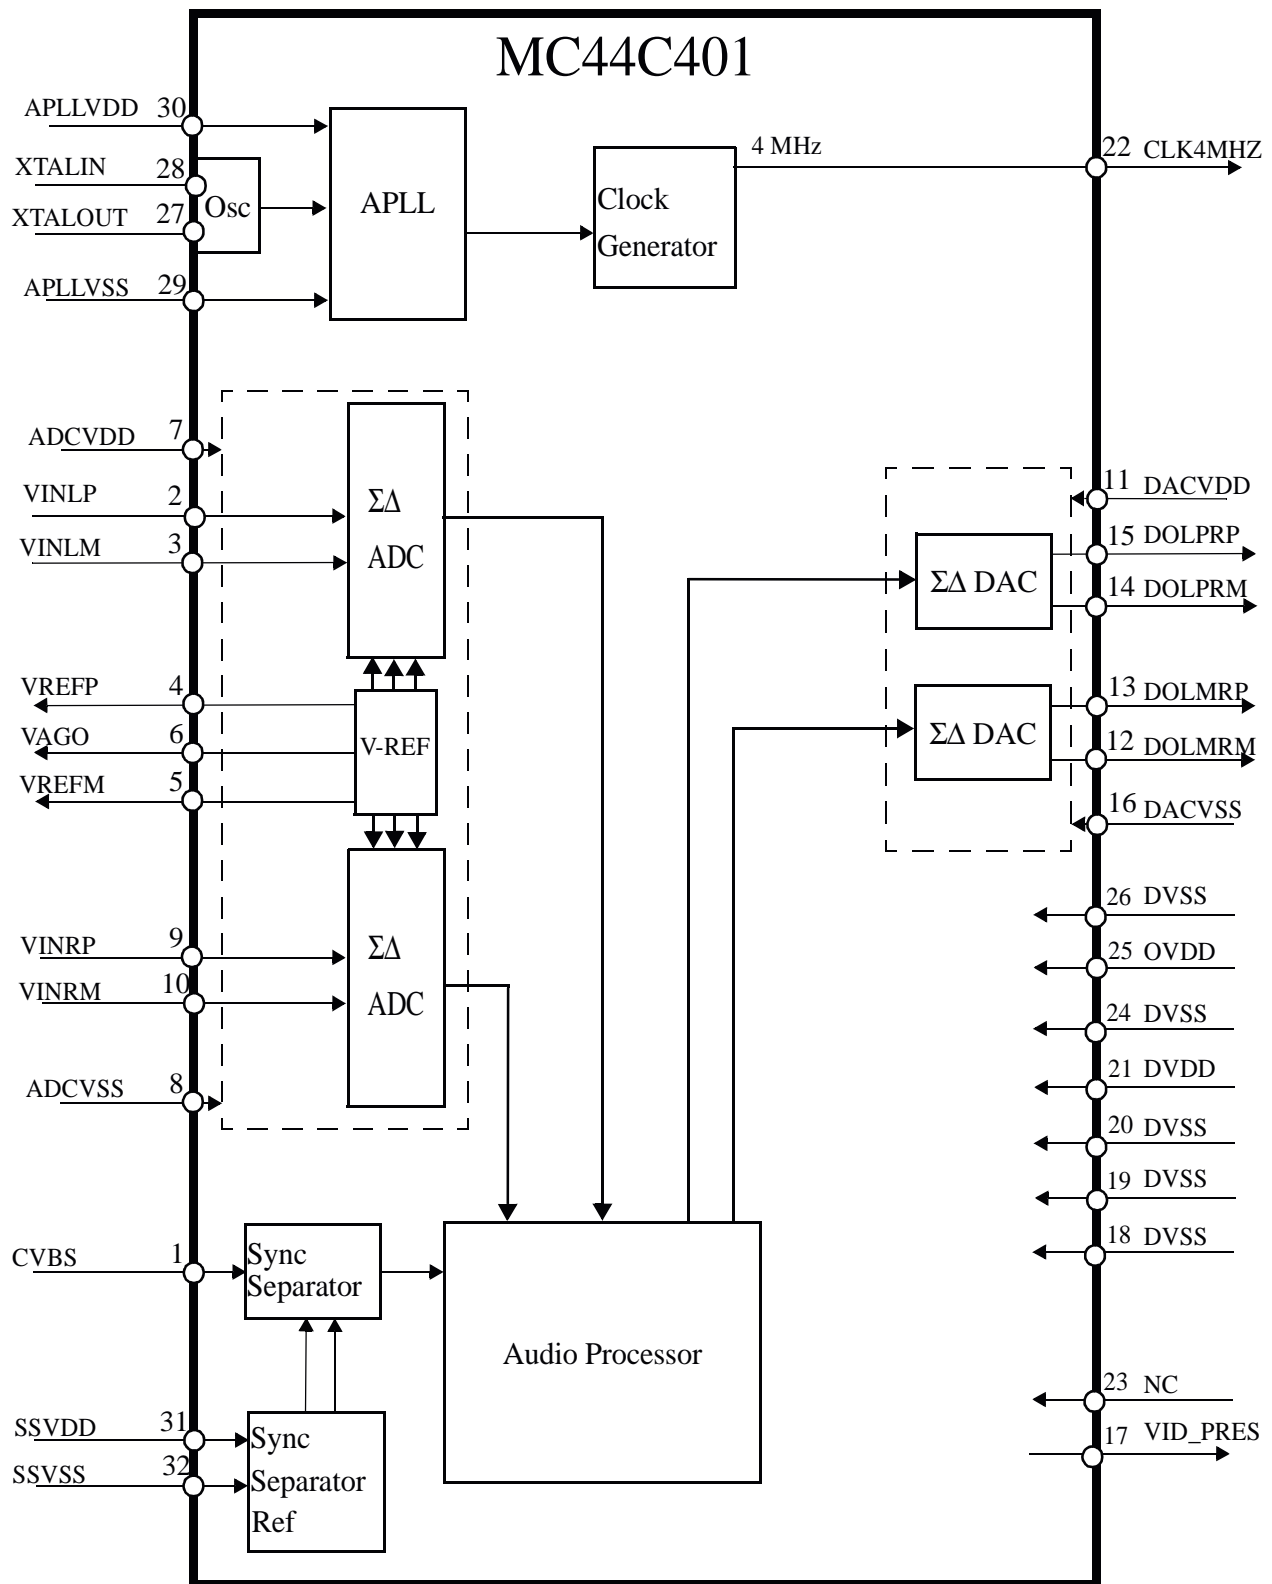 MC44C401
APLLVDD 30
XTALIN 28
XTALOUT 27
APLLVSS 29
Osc
APLL
Clock
Generator
4 MHz
22 CLK4MHZ
ADCVDD 7
VINLP 2
VINLM 3
ΣΔ
ADC
VREFP 4
VAGO 6
VREFM 5
V-REF
VINRP 9
VINRM 10
ΣΔ
ADC
ADCVSS 8
11 DACVDD
15 DOLPRP
14 DOLPRM
ΣΔ DAC
13 DOLMRP
12 DOLMRM
ΣΔ DAC
16 DACVSS
26 DVSS
25 OVDD
24 DVSS
21 DVDD
20 DVSS
19 DVSS
18 DVSS
CVBS 1
Sync
Separator
Audio Processor
SSVDD 31
SSVSS 32
Sync
Separator
Ref
23 NC
17 VID_PRES